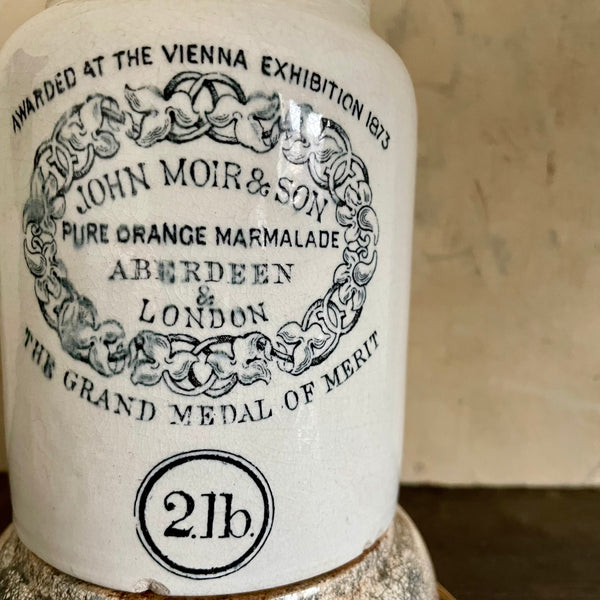 AWARDED AT THE VIENNA EXHIBITION 1873
JOHN MOIR & SON
PURE ORANGE MARMALADE
ABERDEEN
&
LONDON
THE GRAND MEDAL OF MERIT
2.lb.